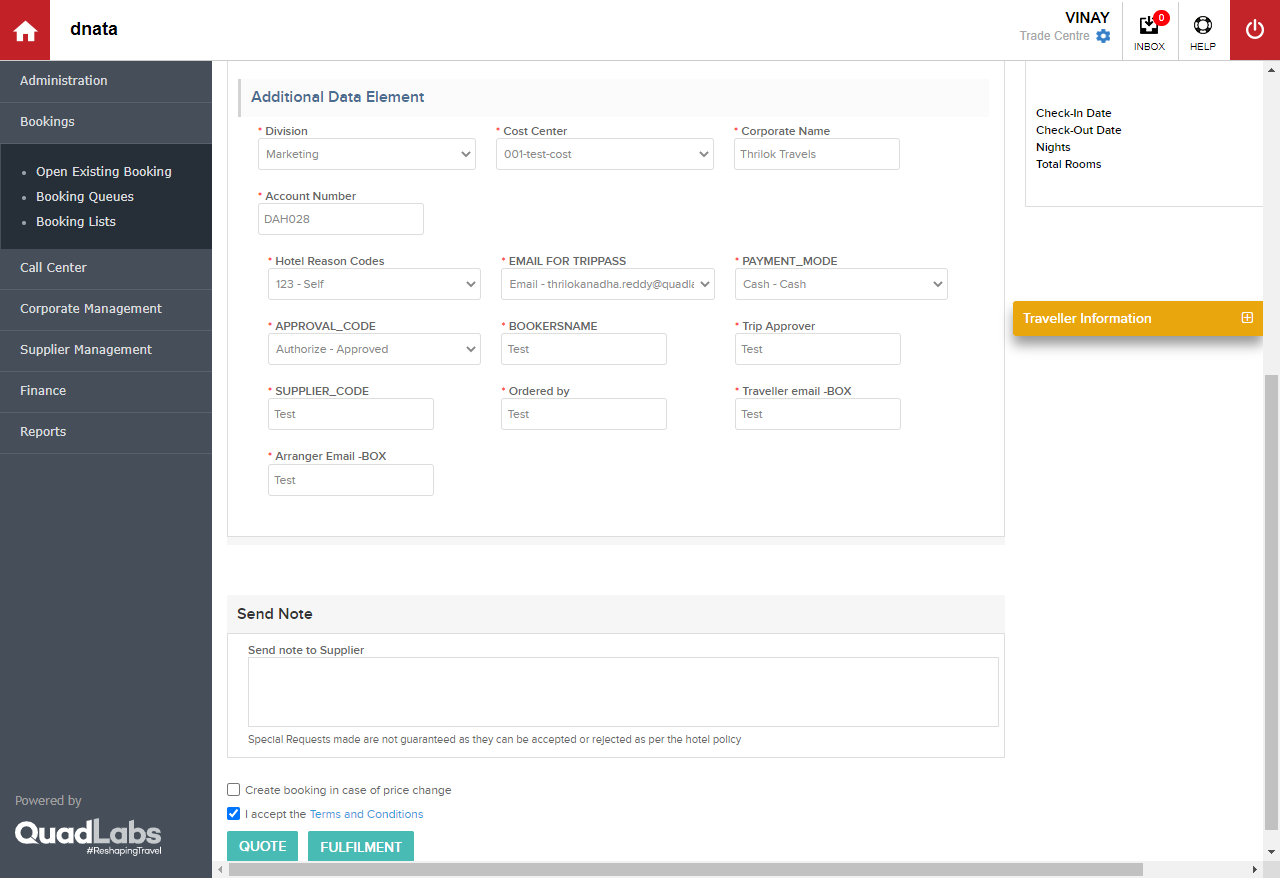 dnata
VINAY
Trade Centre
0
INBOX
HELP
Administration
Bookings
Open Existing Booking
Booking Queues
Booking Lists
Call Center
Corporate Management
Supplier Management
Finance
Reports
Powered by
QuadLabs
#ReshapingTravel
Additional Data Element
* Division * Cost Center * Corporate Name
Marketing 001-test-cost Thrilok Travels
* Account Number
DAH028
* Hotel Reason Codes * EMAIL FOR TRIPPASS * PAYMENT_MODE
123 - Self Email - thrilokanadha.reddy@quadla Cash - Cash
* APPROVAL_CODE * BOOKERSNAME * Trip Approver
Authorize - Approved Test Test
* SUPPLIER_CODE * Ordered by * Traveller email -BOX
Test Test Test
* Arranger Email -BOX
Test
Send Note
Send note to Supplier
Special Requests made are not guaranteed as they can be accepted or rejected as per the hotel policy
Create booking in case of price change
I accept the Terms and Conditions
QUOTE FULFILMENT
Check-In Date
Check-Out Date
Nights
Total Rooms
Traveller Information